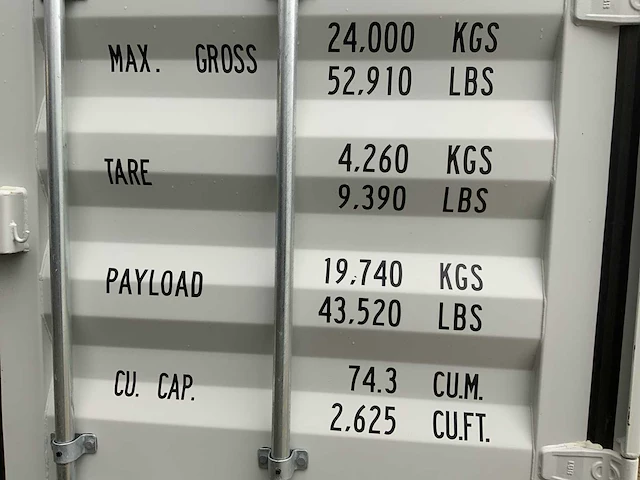 MAX. GROSS 24,000 KGS
52,910 LBS
TARE 4,260 KGS
9,390 LBS
PAYLOAD 19,740 KGS
43,520 LBS
CU. CAP. 74.3 CU.M.
2,625 CU.FT.